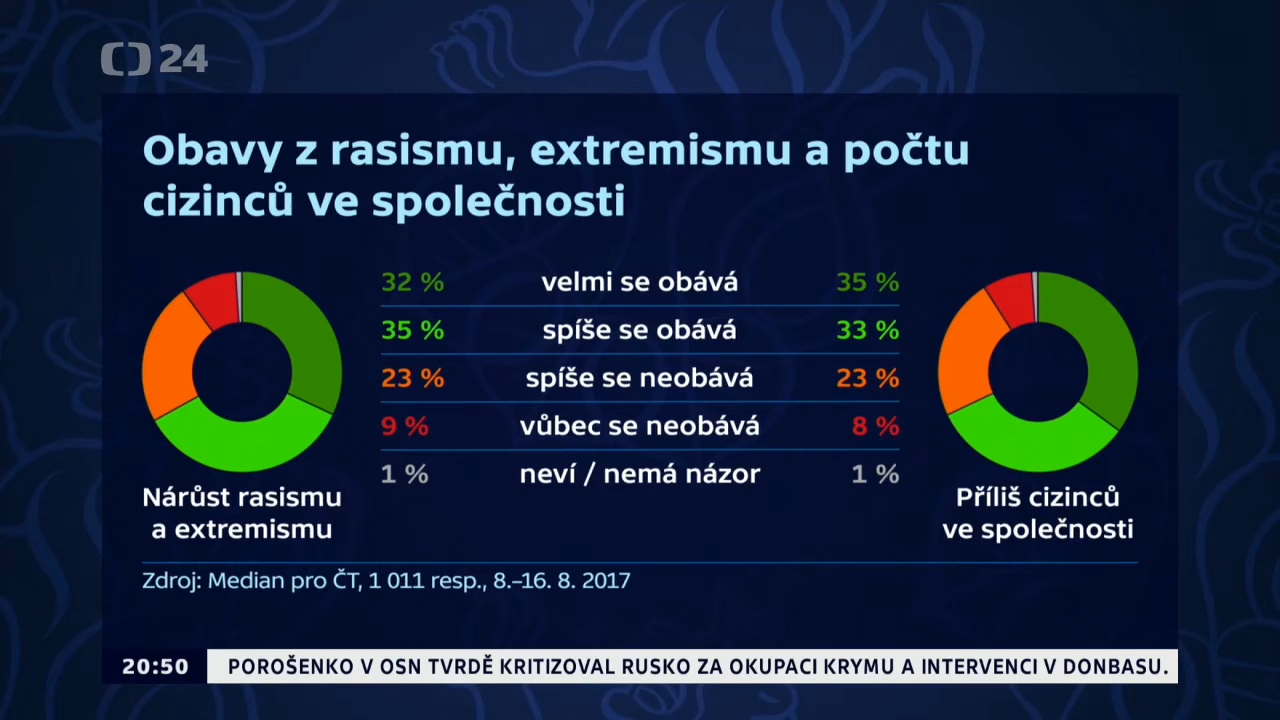 24
Obavy z rasismu, extremismu a počtu
cizinců ve společnosti
32 % velmi se obává 35 %
35 % spíše se obává 33 %
23 % spíše se neobává 23 %
9 % vůbec se neobává 8 %
1 % neví / nemá názor 1 %
Nárůst rasismu
a extremismu
Příliš cizinců
ve společnosti
Zdroj: Median pro ČT, 1 011 resp., 8.–16. 8. 2017
20:50 POROŠENKO V OSN TVRDĚ KRITIZOVAL RUSKO ZA OKUPACI KRYMU A INTERVENCI V DONBASU.